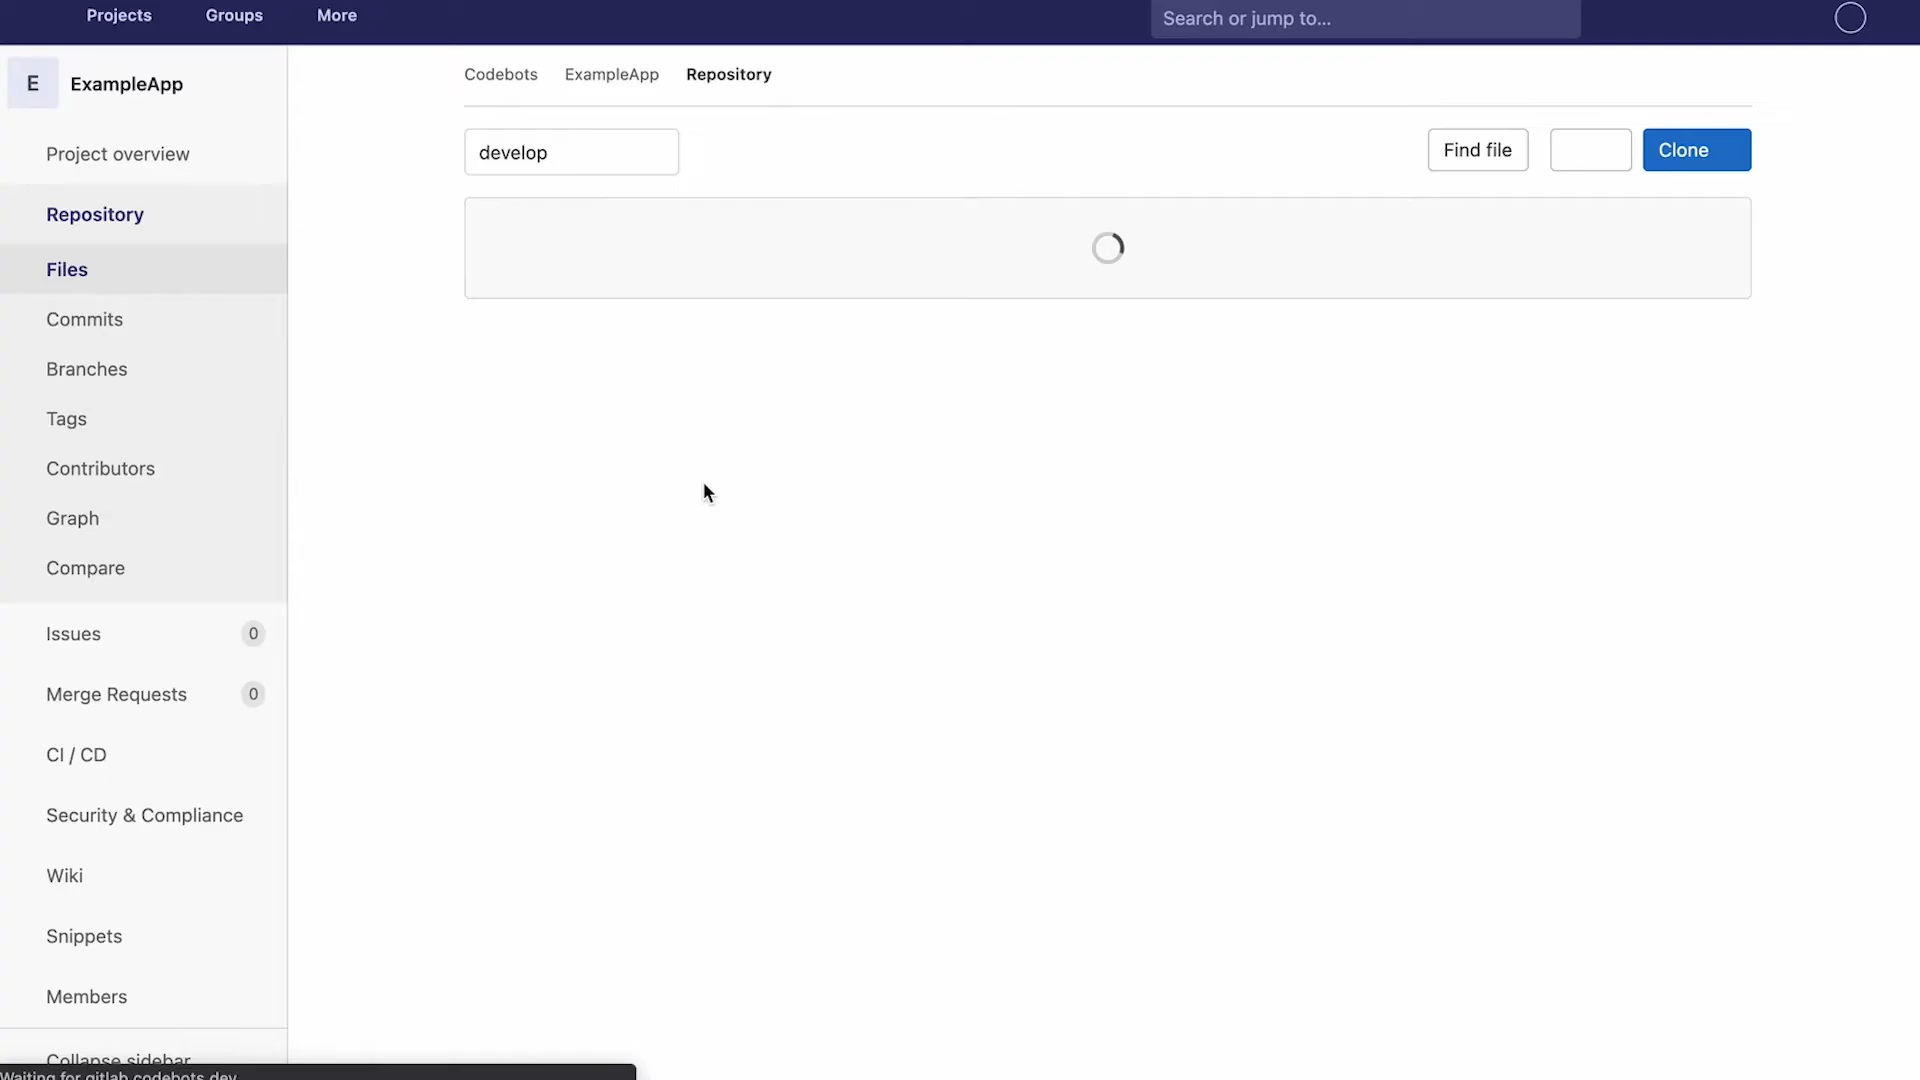 Projects Groups More Search or jump to...
E ExampleApp
Codebots ExampleApp Repository
develop Find file Clone
Project overview
Repository
Files
Commits
Branches
Tags
Contributors
Graph
Compare
Issues 0
Merge Requests 0
CI / CD
Security & Compliance
Wiki
Snippets
Members
Collapse sidebar
Waiting for gitlab.codebots.dev